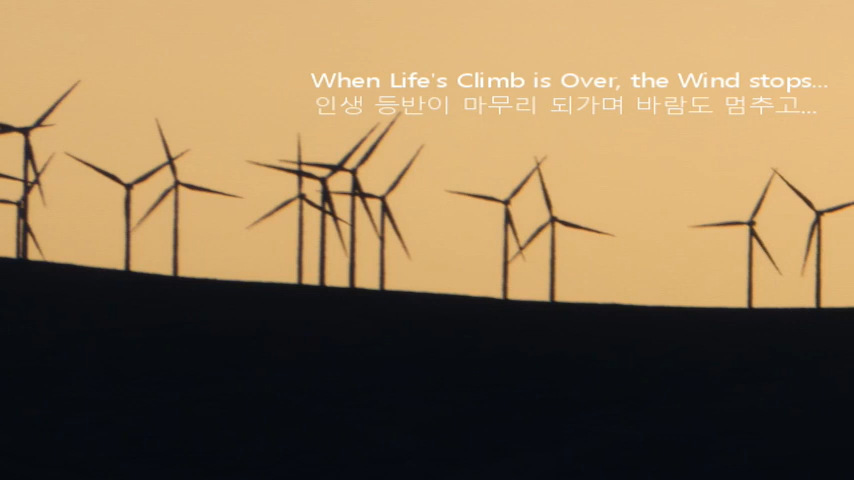 When Life's Climb is Over, the Wind stops...
인생 등반이 마무리 되가며 바람도 멈추고...